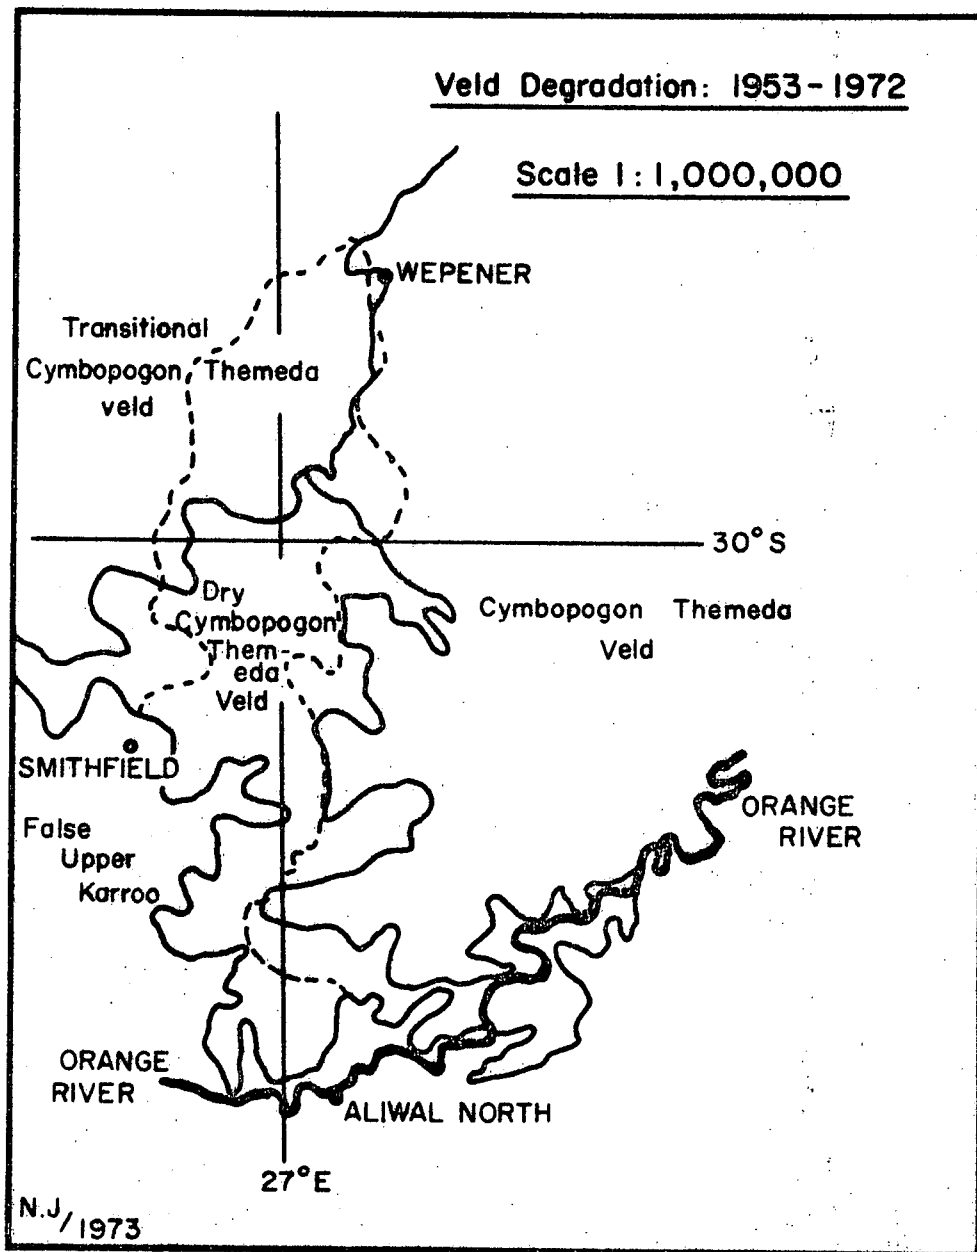 Veld Degradation: 1953-1972
Scale 1:1,000,000
WEPENER
Transitional
Cymbopogon Themeda
veld
30°S
Dry
Cymbopogon
Them-
eda
Veld
Cymbopogon Themeda
Veld
SMITHFIELD
False
Upper
Karroo
ORANGE
RIVER
ORANGE
RIVER
ALIWAL NORTH
27°E
N.J/1973